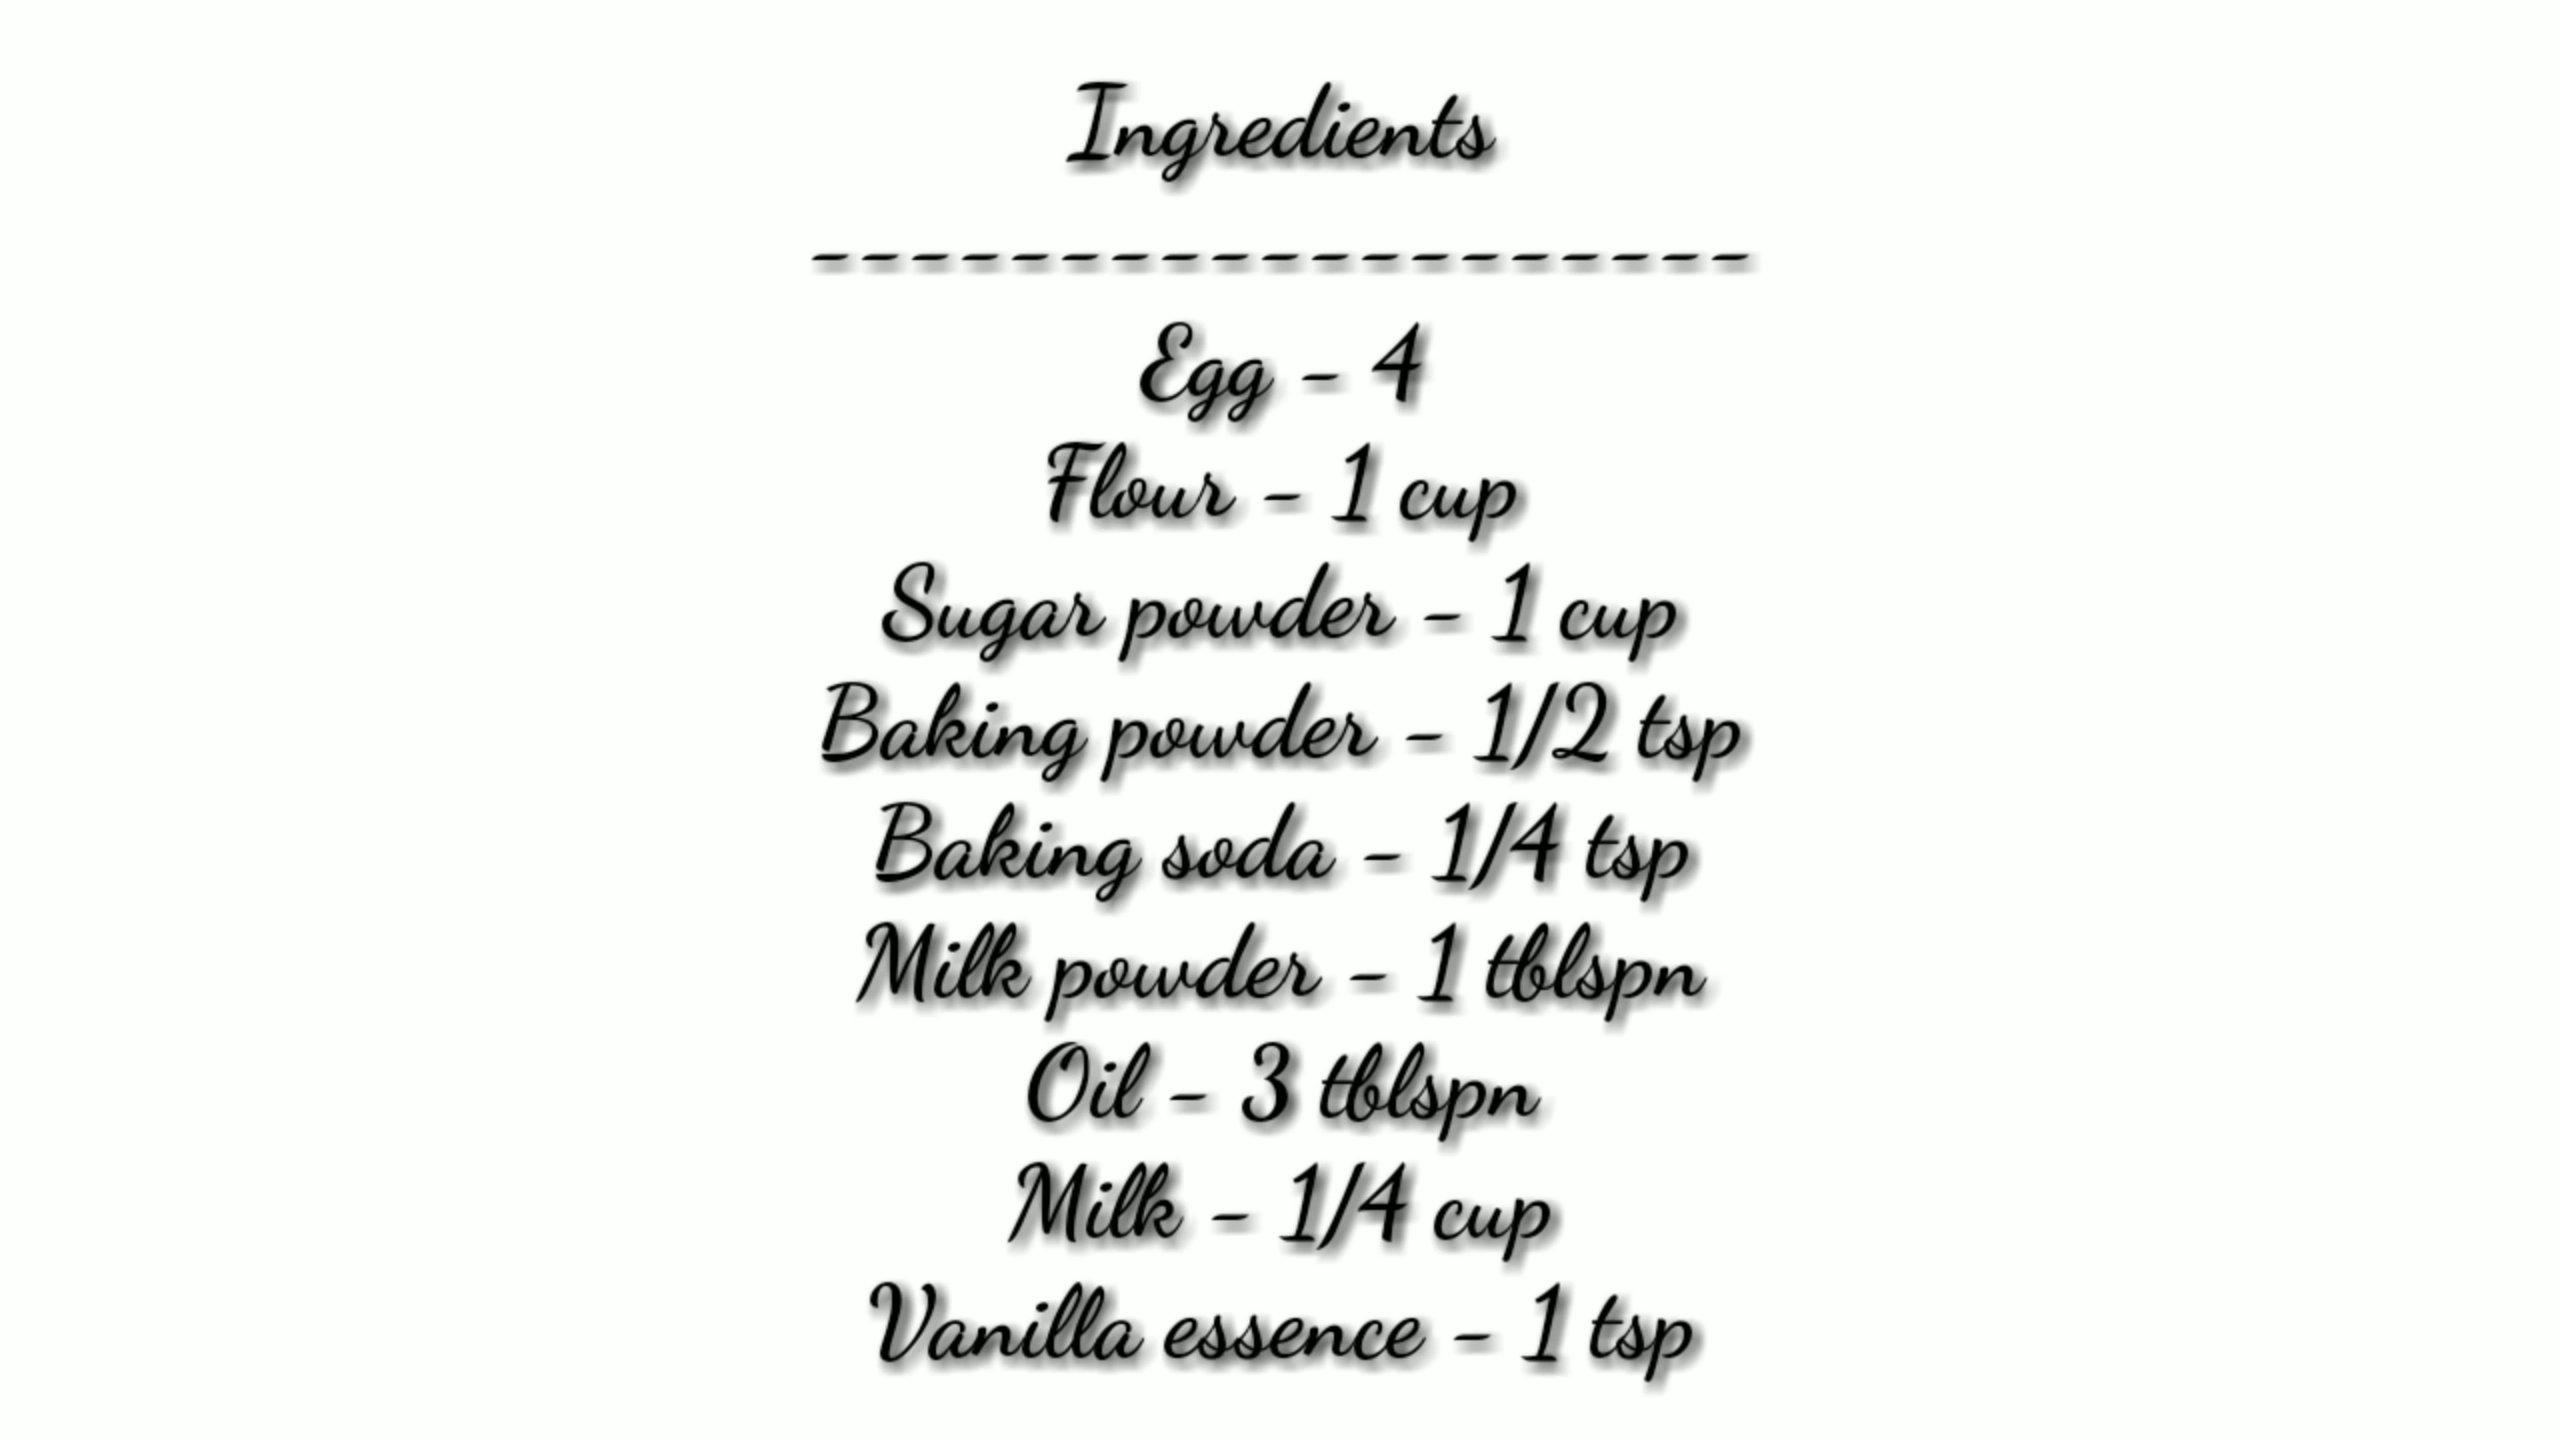 Ingredients
-------------------
Egg - 4
Flour - 1 cup
Sugar powder - 1 cup
Baking powder - 1/2 tsp
Baking soda - 1/4 tsp
Milk powder - 1 tblspn
Oil - 3 tblspn
Milk - 1/4 cup
Vanilla essence - 1 tsp